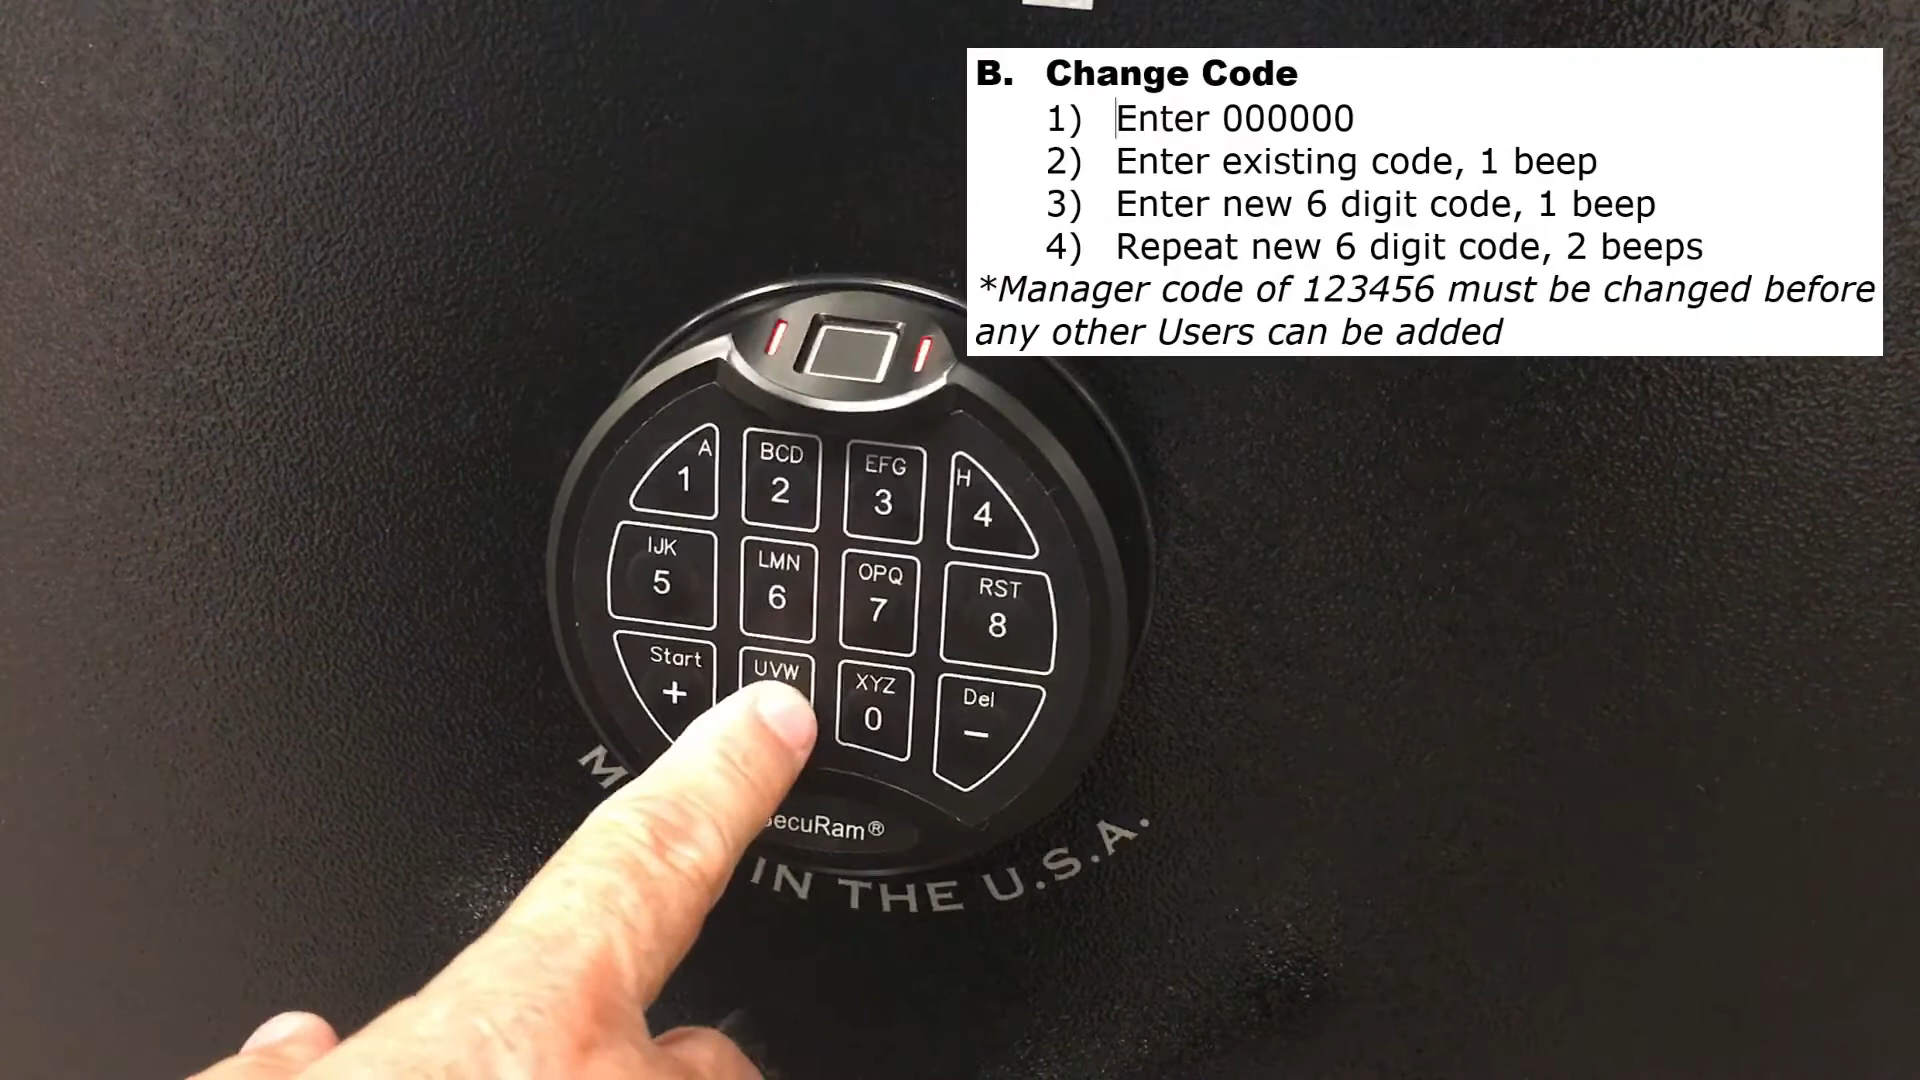 B. Change Code
1) Enter 000000
2) Enter existing code, 1 beep
3) Enter new 6 digit code, 1 beep
4) Repeat new 6 digit code, 2 beeps
*Manager code of 123456 must be changed before
any other Users can be added
A
1
BCD
2
EFG
3
H
4
IJK
5
LMN
6
OPQ
7
RST
8
Start
+
UVW
XYZ
0
Del
−
SecuRam®
IN THE U.S.A.